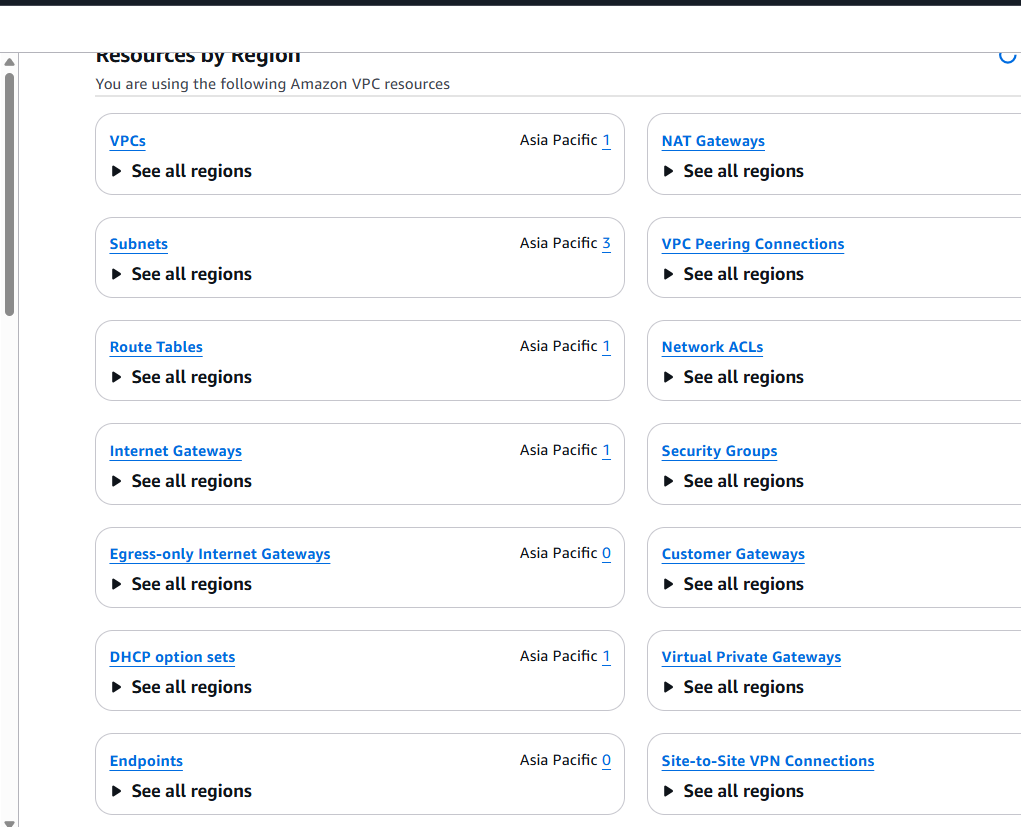 Resources by Region
You are using the following Amazon VPC resources
VPCs Asia Pacific 1
▶ See all regions
NAT Gateways
▶ See all regions
Subnets Asia Pacific 3
▶ See all regions
VPC Peering Connections
▶ See all regions
Route Tables Asia Pacific 1
▶ See all regions
Network ACLs
▶ See all regions
Internet Gateways Asia Pacific 1
▶ See all regions
Security Groups
▶ See all regions
Egress-only Internet Gateways Asia Pacific 0
▶ See all regions
Customer Gateways
▶ See all regions
DHCP option sets Asia Pacific 1
▶ See all regions
Virtual Private Gateways
▶ See all regions
Endpoints Asia Pacific 0
▶ See all regions
Site-to-Site VPN Connections
▶ See all regions